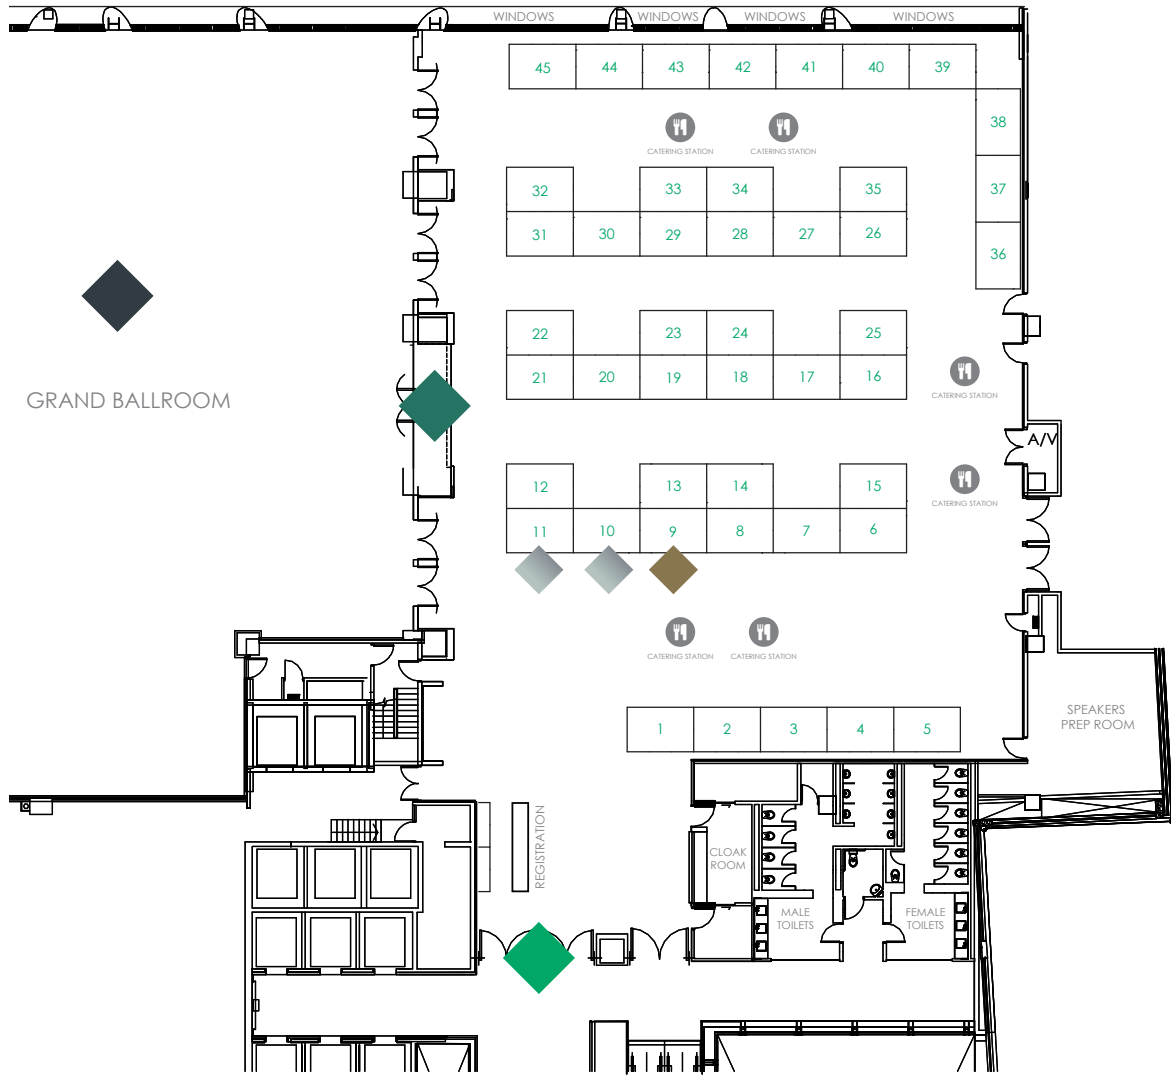 WINDOWS
WINDOWS
WINDOWS
WINDOWS
45
44
43
42
41
40
39
38
37
36
CATERING STATION
CATERING STATION
32
33
34
35
31
30
29
28
27
26
GRAND BALLROOM
22
23
24
25
21
20
19
18
17
16
CATERING STATION
A/V
CATERING STATION
12
13
14
15
11
10
9
8
7
6
CATERING STATION
CATERING STATION
1
2
3
4
5
SPEAKERS
PREP ROOM
REGISTRATION
CLOAK
ROOM
MALE
TOILETS
FEMALE
TOILETS